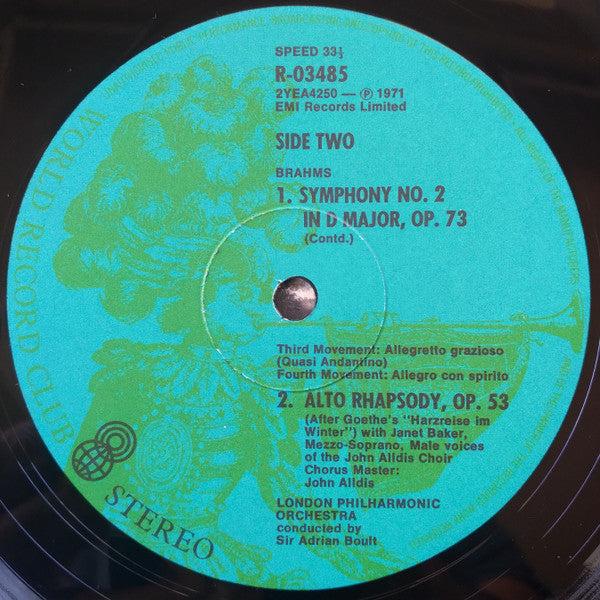 SPEED 33⅓
R-03485
2YEA4250 — Ⓟ 1971
EMI Records Limited
SIDE TWO
BRAHMS
1. SYMPHONY NO. 2
IN D MAJOR, OP. 73
(Contd.)
Third Movement: Allegretto grazioso
(Quasi Andantino)
Fourth Movement: Allegro con spirito
2. ALTO RHAPSODY, OP. 53
(After Goethe's "Harzreise im
Winter") with Janet Baker,
Mezzo-Soprano, Male voices
of the John Alldis Choir
Chorus Master:
John Alldis
LONDON PHILHARMONIC
ORCHESTRA
conducted by
Sir Adrian Boult
WORLD RECORD CLUB
STEREO